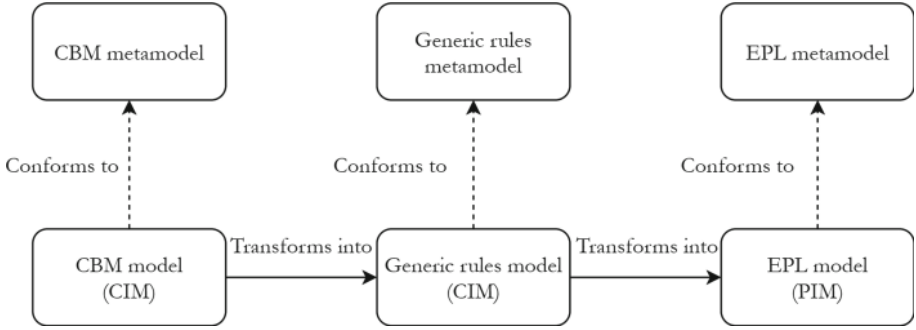 CBM metamodel
Generic rules
metamodel
EPL metamodel
Conforms to
Conforms to
Conforms to
CBM model
(CIM)
Transforms into
Generic rules model
(CIM)
Transforms into
EPL model
(PIM)